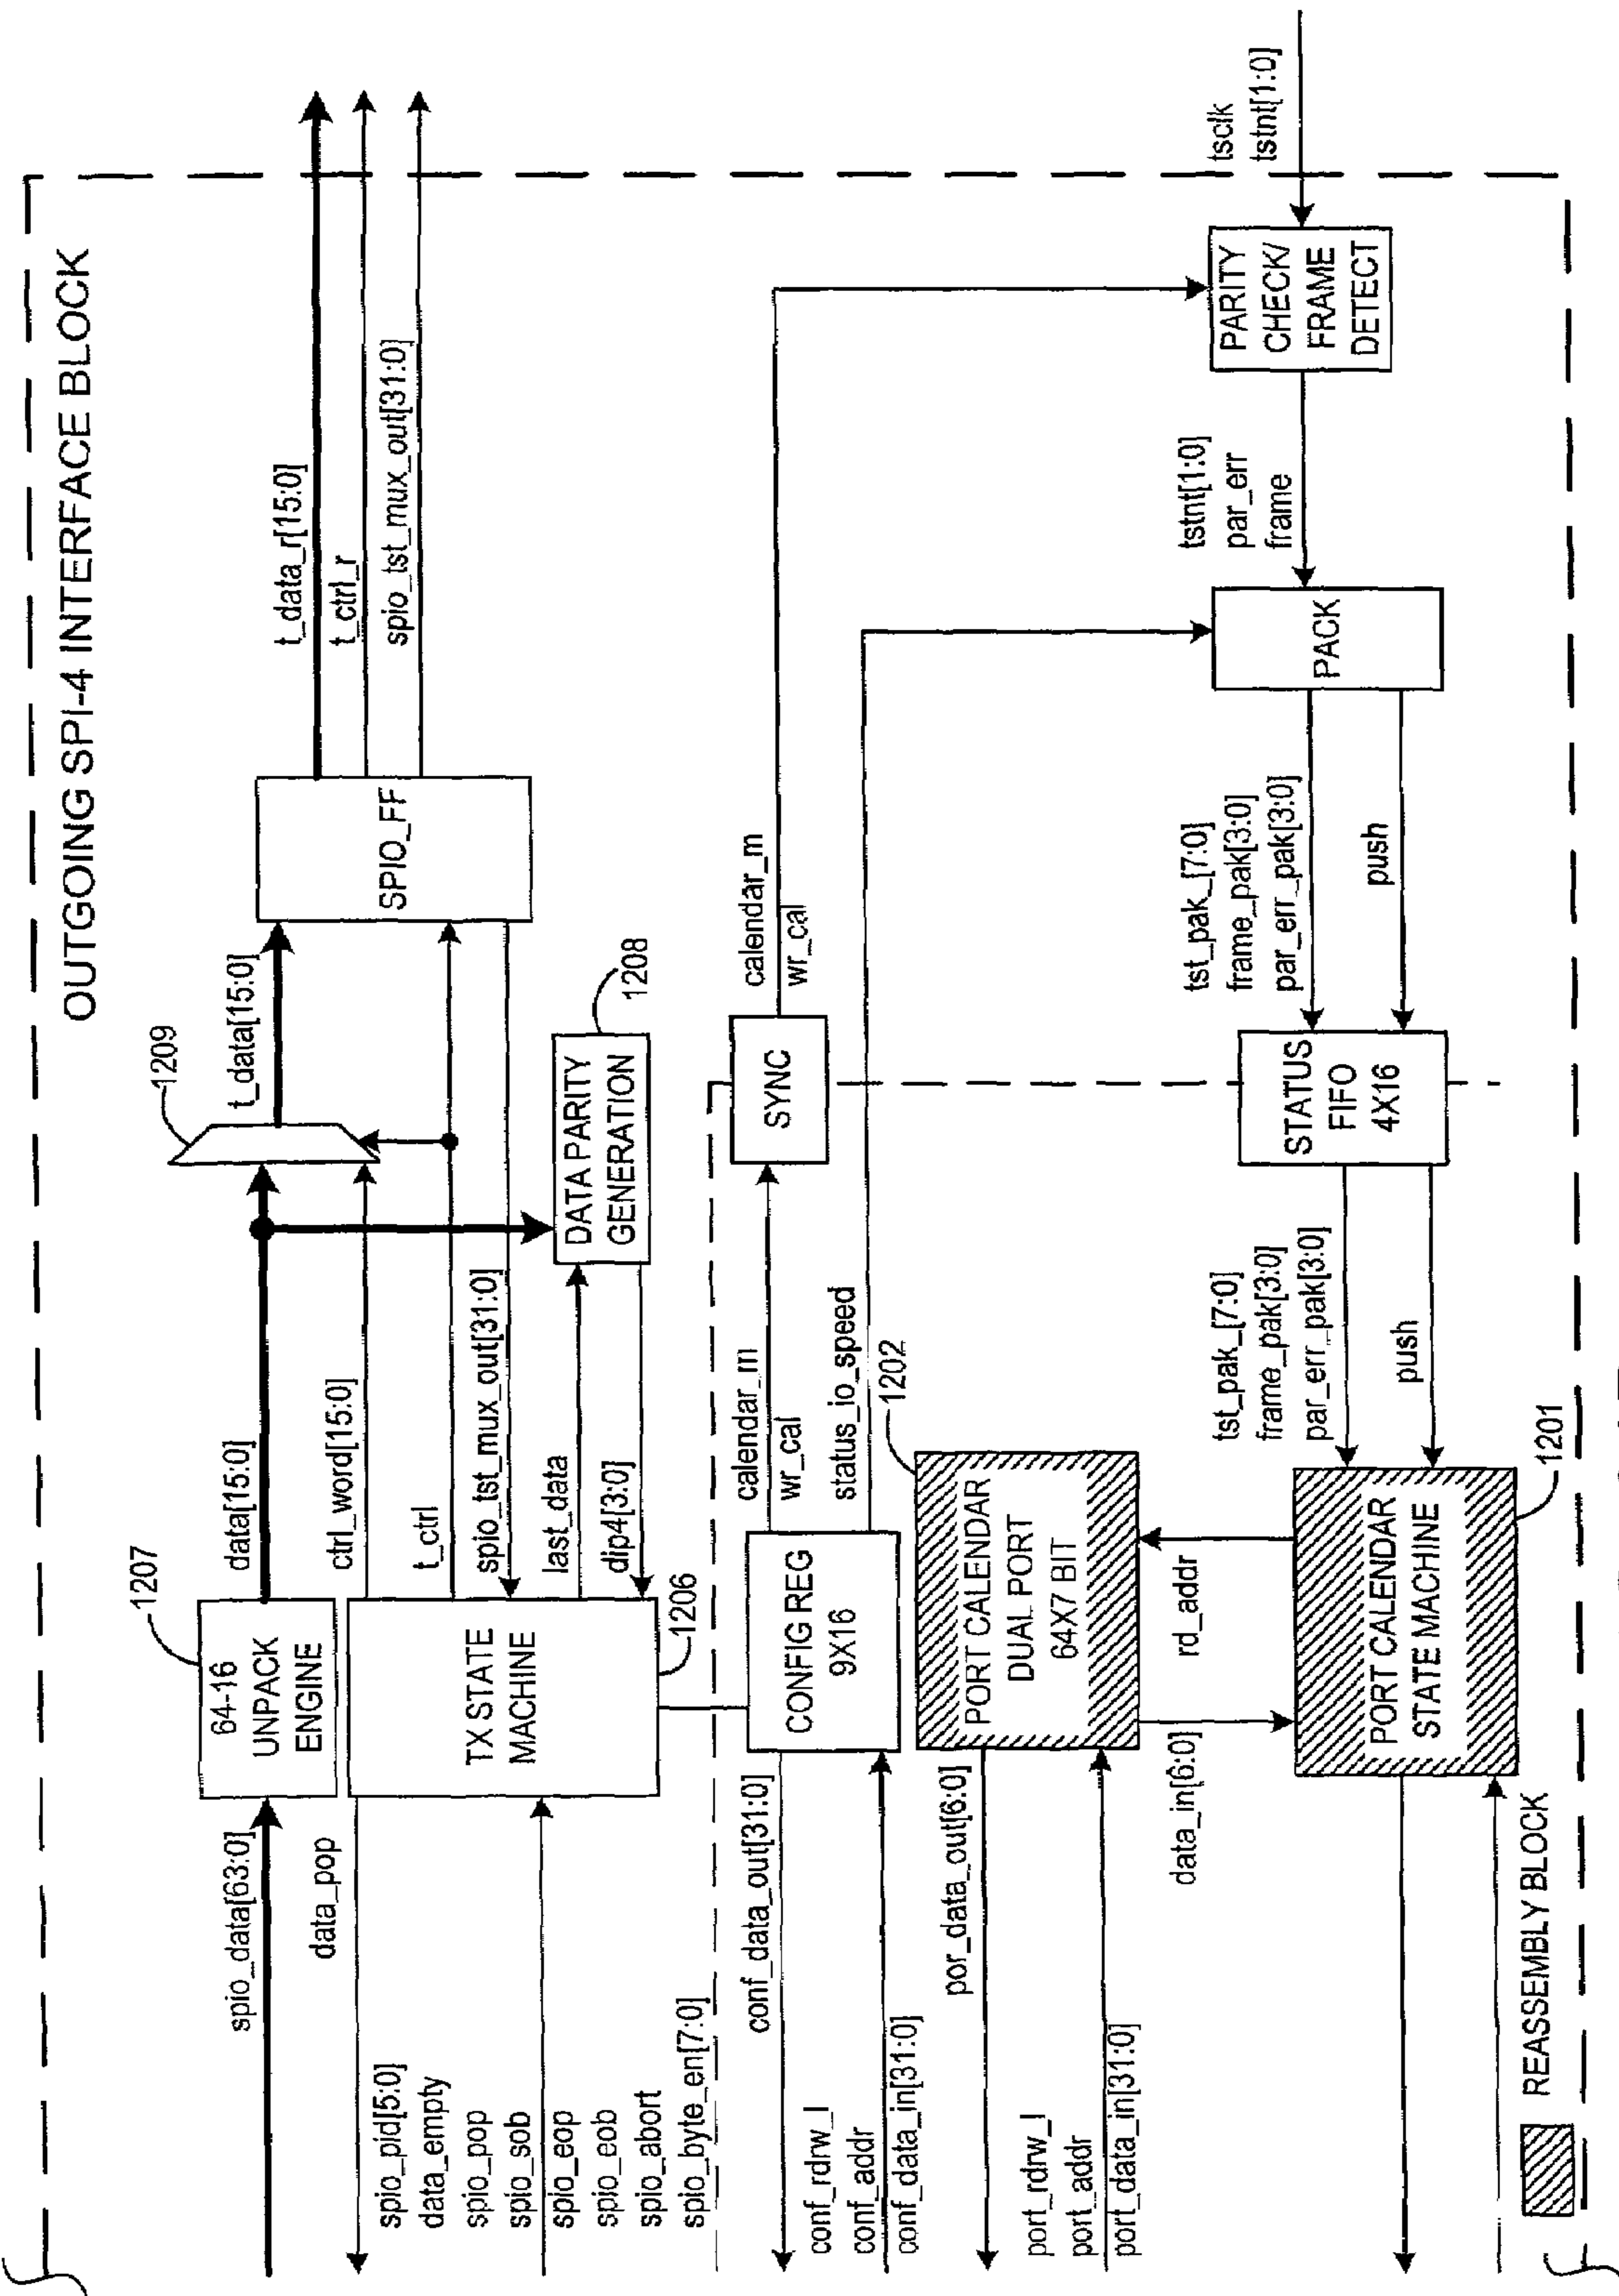 OUTGOING SPI-4 INTERFACE BLOCK
spio_data[63:0]
1207
64-16
UNPACK
ENGINE
data[15:0]
1209
t_data[15:0]
SPIO_FF
t_data_r[15:0]
t_ctrl_r
spio_tst_mux_out[31:0]
data_pop
spio_pid[5:0]
data_empty
spio_pop
spio_sob
spio_eop
spio_eob
spio_abort
spio_byte_en[7:0]
TX STATE
MACHINE
1206
ctrl_word[15:0]
t_ctrl
spio_tst_mux_out[31:0]
last_data
dip4[3:0]
DATA PARITY
GENERATION
1208
conf_data_out[31:0]
conf_rdrw_l
conf_addr
conf_data_in[31:0]
CONFIG REG
9X16
calendar_m
wr_cal
status_io_speed
SYNC
calendar_m
wr_cal
por_data_out[6:0]
port_rdrw_l
port_addr
port_data_in[31:0]
1202
PORT CALENDAR
DUAL PORT
64X7 BIT
data_in[6:0]
rd_addr
PORT CALENDAR
STATE MACHINE
1201
tst_pak_[7:0]
frame_pak[3:0]
par_err_pak[3:0]
push
STATUS
FIFO
4X16
tst_pak_[7:0]
frame_pak[3:0]
par_err_pak[3:0]
push
PACK
tstnt[1:0]
par_err
frame
PARITY
CHECK/
FRAME
DETECT
tsclk
tstnt[1:0]
REASSEMBLY BLOCK